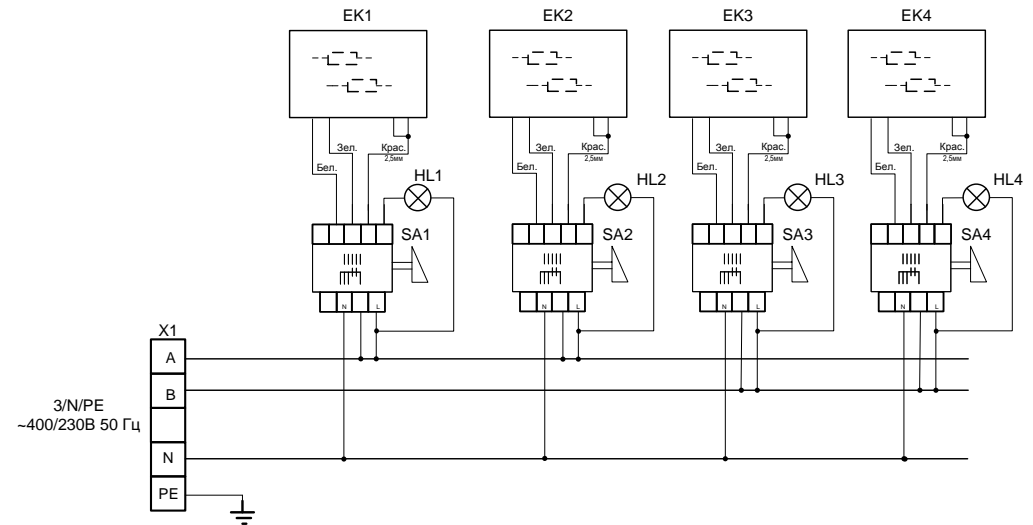 EK1
EK2
EK3
EK4
Зел.
Крас.
2,5мм
Бел.
Зел.
Крас.
2,5мм
Бел.
Зел.
Крас.
2,5мм
Бел.
Зел.
Крас.
2,5мм
Бел.
HL1
HL2
HL3
HL4
SA1
SA2
SA3
SA4
N
L
N
L
N
L
N
L
X1
A
B
3/N/PE
~400/230В 50 Гц
N
PE